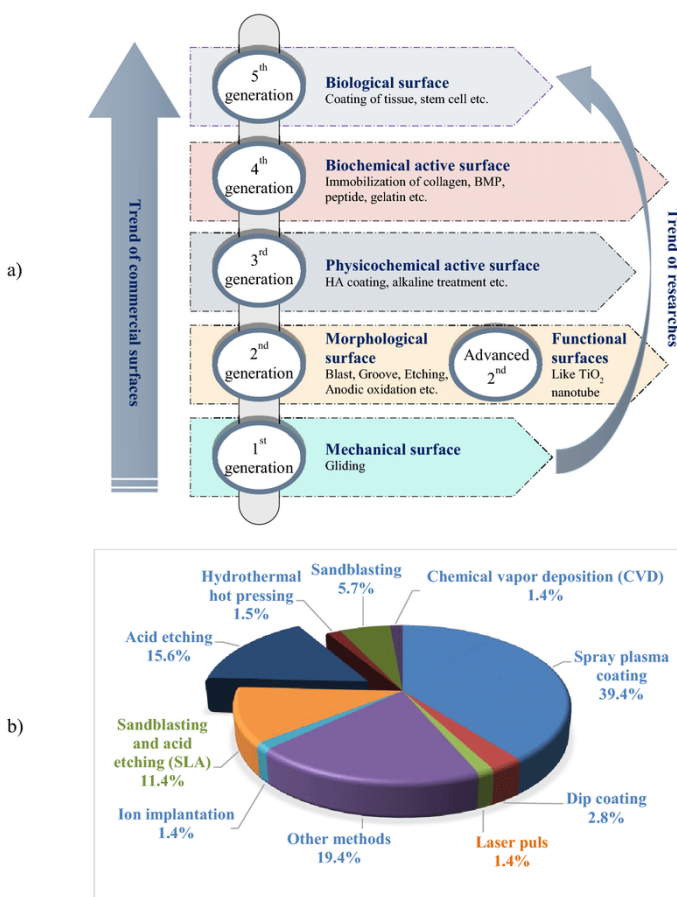 a)
Trend of commercial surfaces
5th
generation
Biological surface
Coating of tissue, stem cell etc.
4th
generation
Biochemical active surface
Immobilization of collagen, BMP,
peptide, gelatin etc.
3rd
generation
Physicochemical active surface
HA coating, alkaline treatment etc.
2nd
generation
Morphological
surface
Blast, Groove, Etching,
Anodic oxidation etc.
Advanced
2nd
Functional
surfaces
Like TiO2
nanotube
1st
generation
Mechanical surface
Gliding
Trend of researches
b)
Hydrothermal
hot pressing
1.5%
Sandblasting
5.7%
Chemical vapor deposition (CVD)
1.4%
Acid etching
15.6%
Spray plasma
coating
39.4%
Sandblasting
and acid
etching (SLA)
11.4%
Ion implantation
1.4%
Other methods
19.4%
Laser puls
1.4%
Dip coating
2.8%